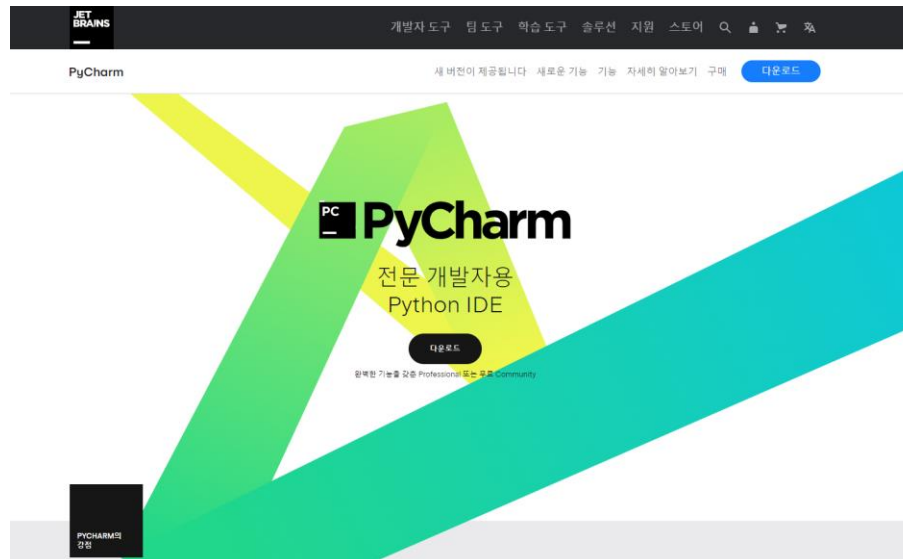 JET
BRAINS
개발자 도구 팀 도구 학습 도구 솔루션 지원 스토어
PyCharm
새 버전이 제공됩니다 새로운 기능 기능 자세히 알아보기 구매 다운로드
PC
PyCharm
전문 개발자용
Python IDE
다운로드
완벽한 기능을 갖춘 Professional 또는 무료 Community
PYCHARM의
강점